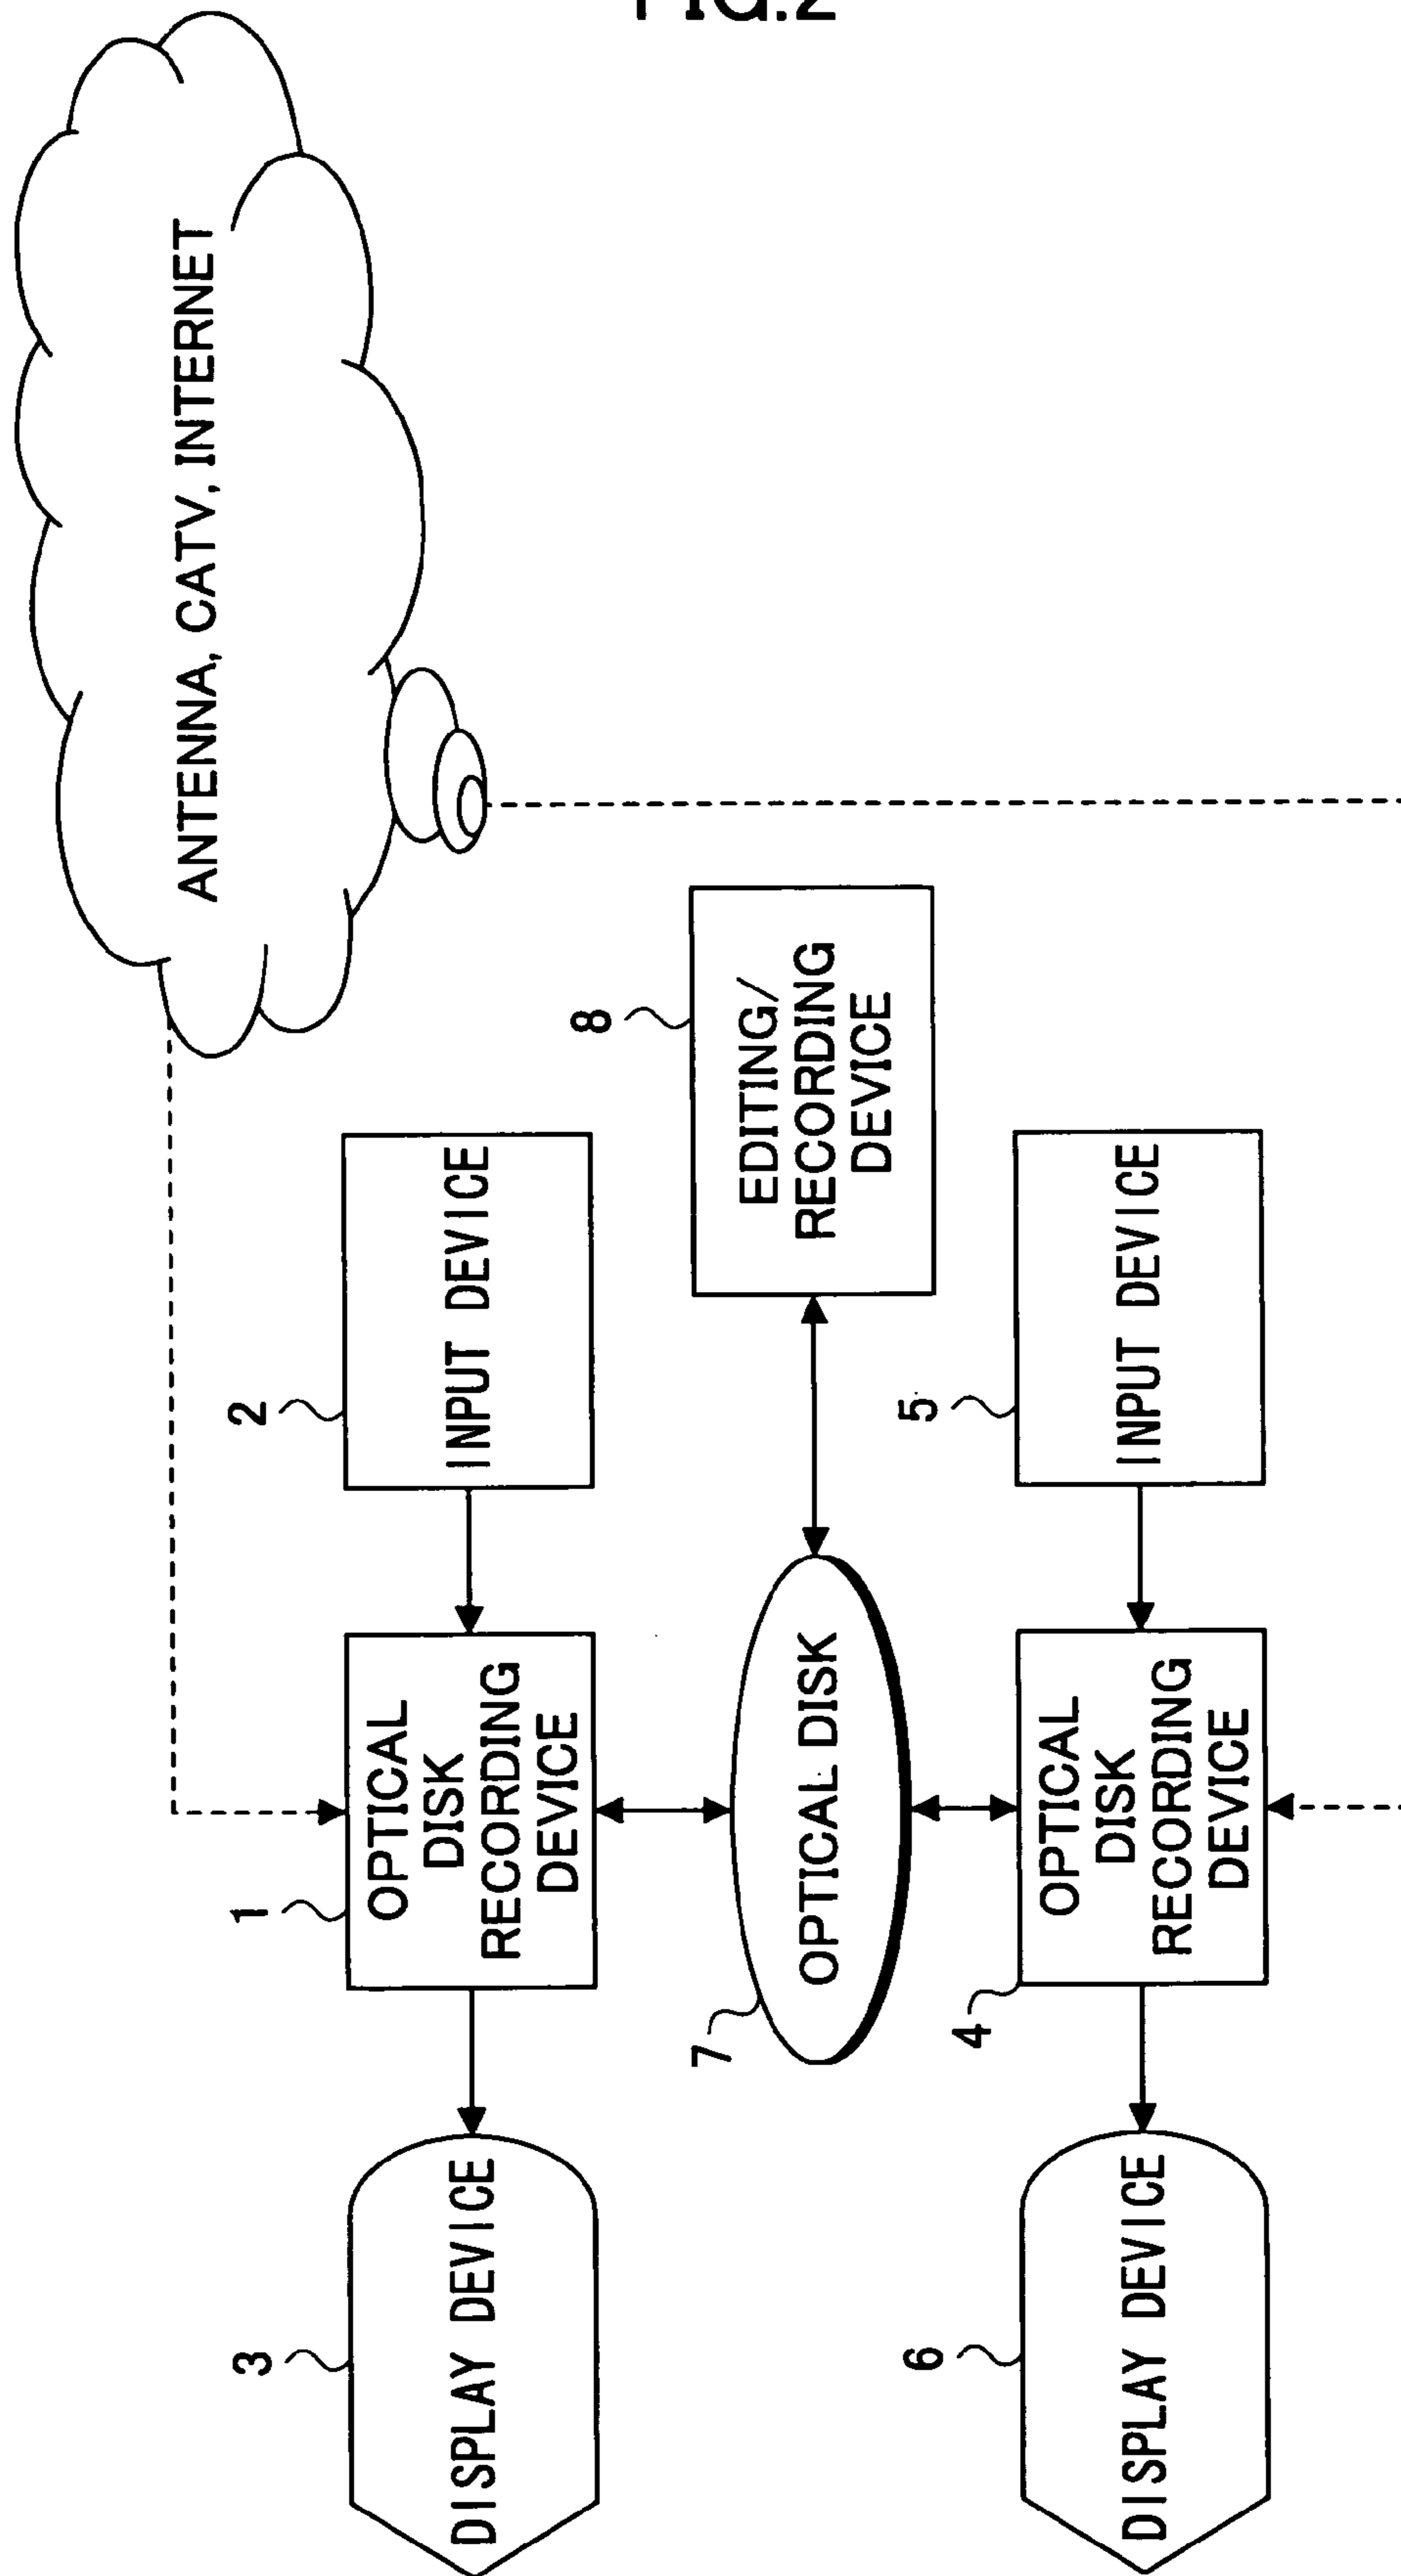 FIG.2
ANTENNA, CATV, INTERNET
3
DISPLAY DEVICE
1
OPTICAL
DISK
RECORDING
DEVICE
2
INPUT DEVICE
7
OPTICAL DISK
8
EDITING/
RECORDING
DEVICE
6
DISPLAY DEVICE
4
OPTICAL
DISK
RECORDING
DEVICE
5
INPUT DEVICE